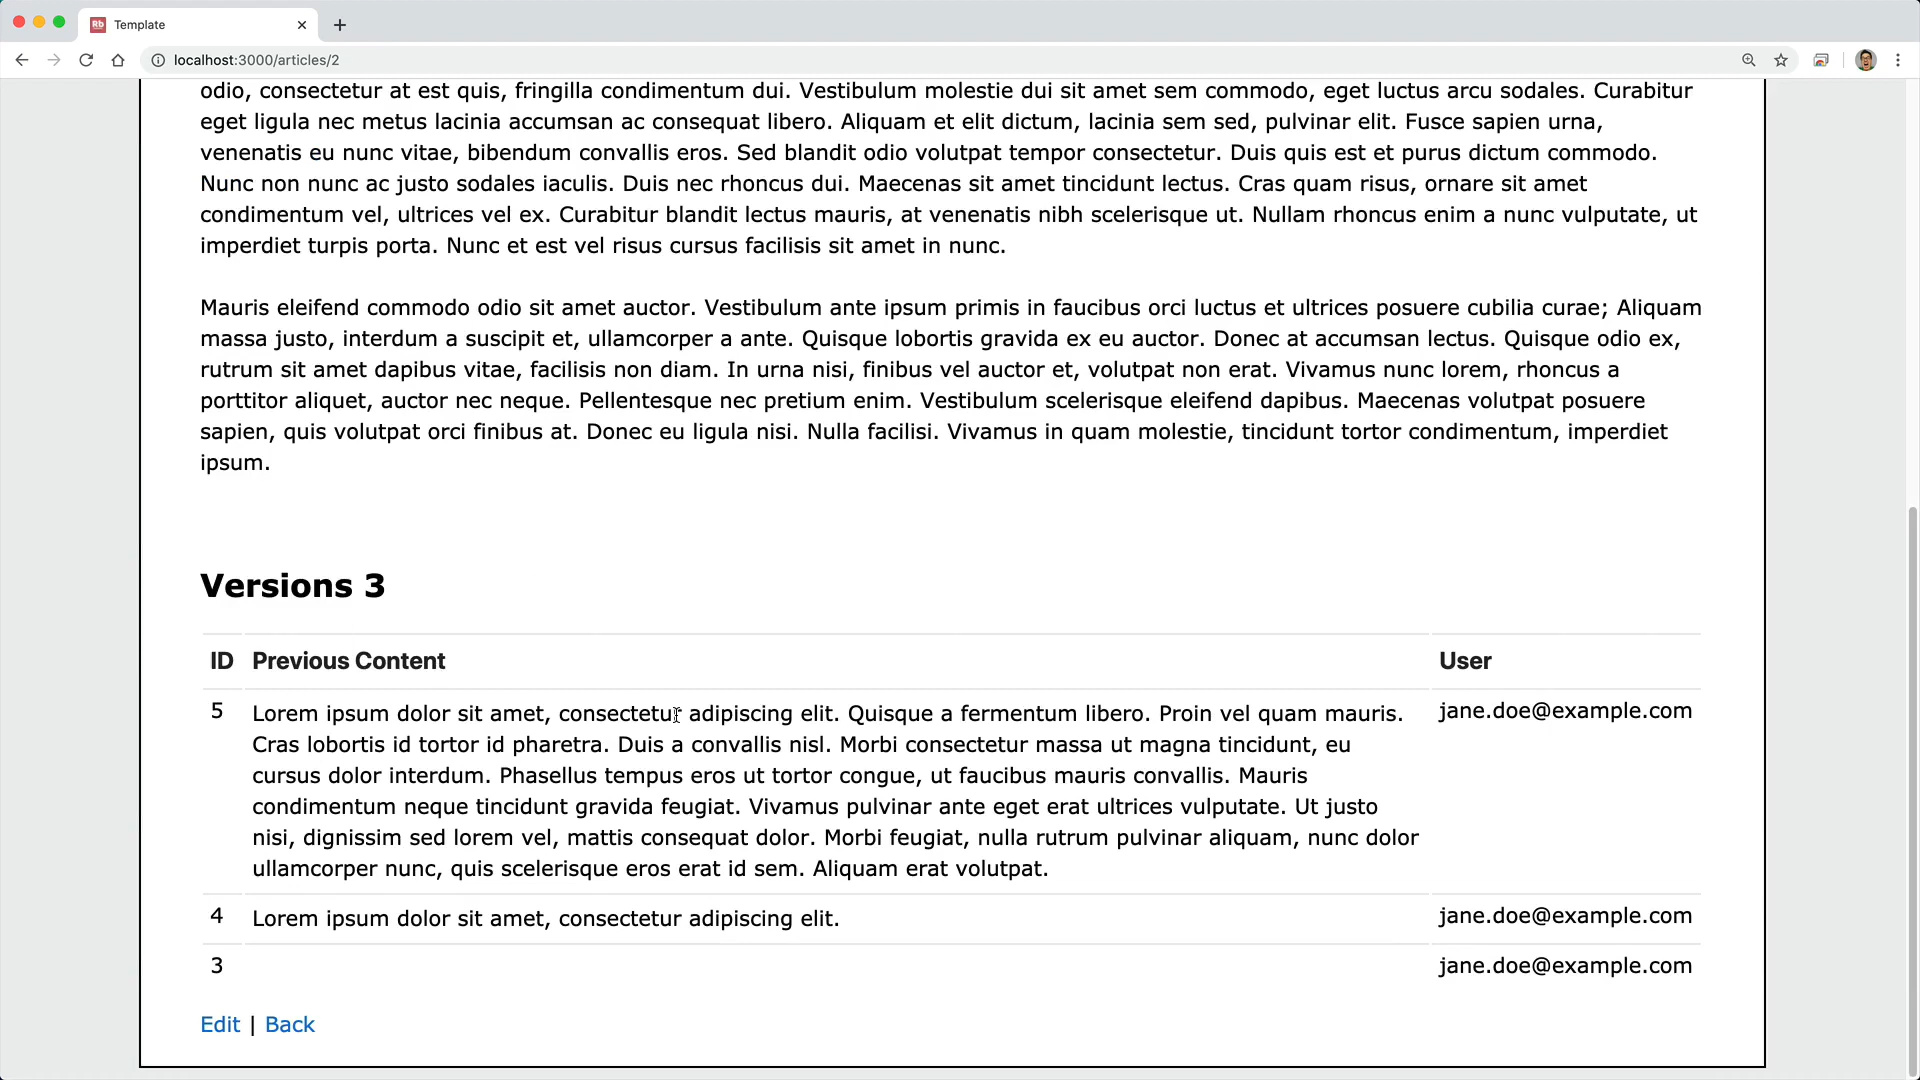 Rb Template
localhost:3000/articles/2
odio, consectetur at est quis, fringilla condimentum dui. Vestibulum molestie dui sit amet sem commodo, eget luctus arcu sodales. Curabitur
eget ligula nec metus lacinia accumsan ac consequat libero. Aliquam et elit dictum, lacinia sem sed, pulvinar elit. Fusce sapien urna,
venenatis eu nunc vitae, bibendum convallis eros. Sed blandit odio volutpat tempor consectetur. Duis quis est et purus dictum commodo.
Nunc non nunc ac justo sodales iaculis. Duis nec rhoncus dui. Maecenas sit amet tincidunt lectus. Cras quam risus, ornare sit amet
condimentum vel, ultrices vel ex. Curabitur blandit lectus mauris, at venenatis nibh scelerisque ut. Nullam rhoncus enim a nunc vulputate, ut
imperdiet turpis porta. Nunc et est vel risus cursus facilisis sit amet in nunc.
Mauris eleifend commodo odio sit amet auctor. Vestibulum ante ipsum primis in faucibus orci luctus et ultrices posuere cubilia curae; Aliquam
massa justo, interdum a suscipit et, ullamcorper a ante. Quisque lobortis gravida ex eu auctor. Donec at accumsan lectus. Quisque odio ex,
rutrum sit amet dapibus vitae, facilisis non diam. In urna nisi, finibus vel auctor et, volutpat non erat. Vivamus nunc lorem, rhoncus a
porttitor aliquet, auctor nec neque. Pellentesque nec pretium enim. Vestibulum scelerisque eleifend dapibus. Maecenas volutpat posuere
sapien, quis volutpat orci finibus at. Donec eu ligula nisi. Nulla facilisi. Vivamus in quam molestie, tincidunt tortor condimentum, imperdiet
ipsum.
Versions 3
ID Previous Content User
5 Lorem ipsum dolor sit amet, consectetur adipiscing elit. Quisque a fermentum libero. Proin vel quam mauris. jane.doe@example.com
Cras lobortis id tortor id pharetra. Duis a convallis nisl. Morbi consectetur massa ut magna tincidunt, eu
cursus dolor interdum. Phasellus tempus eros ut tortor congue, ut faucibus mauris convallis. Mauris
condimentum neque tincidunt gravida feugiat. Vivamus pulvinar ante eget erat ultrices vulputate. Ut justo
nisi, dignissim sed lorem vel, mattis consequat dolor. Morbi feugiat, nulla rutrum pulvinar aliquam, nunc dolor
ullamcorper nunc, quis scelerisque eros erat id sem. Aliquam erat volutpat.
4 Lorem ipsum dolor sit amet, consectetur adipiscing elit. jane.doe@example.com
3 jane.doe@example.com
Edit | Back